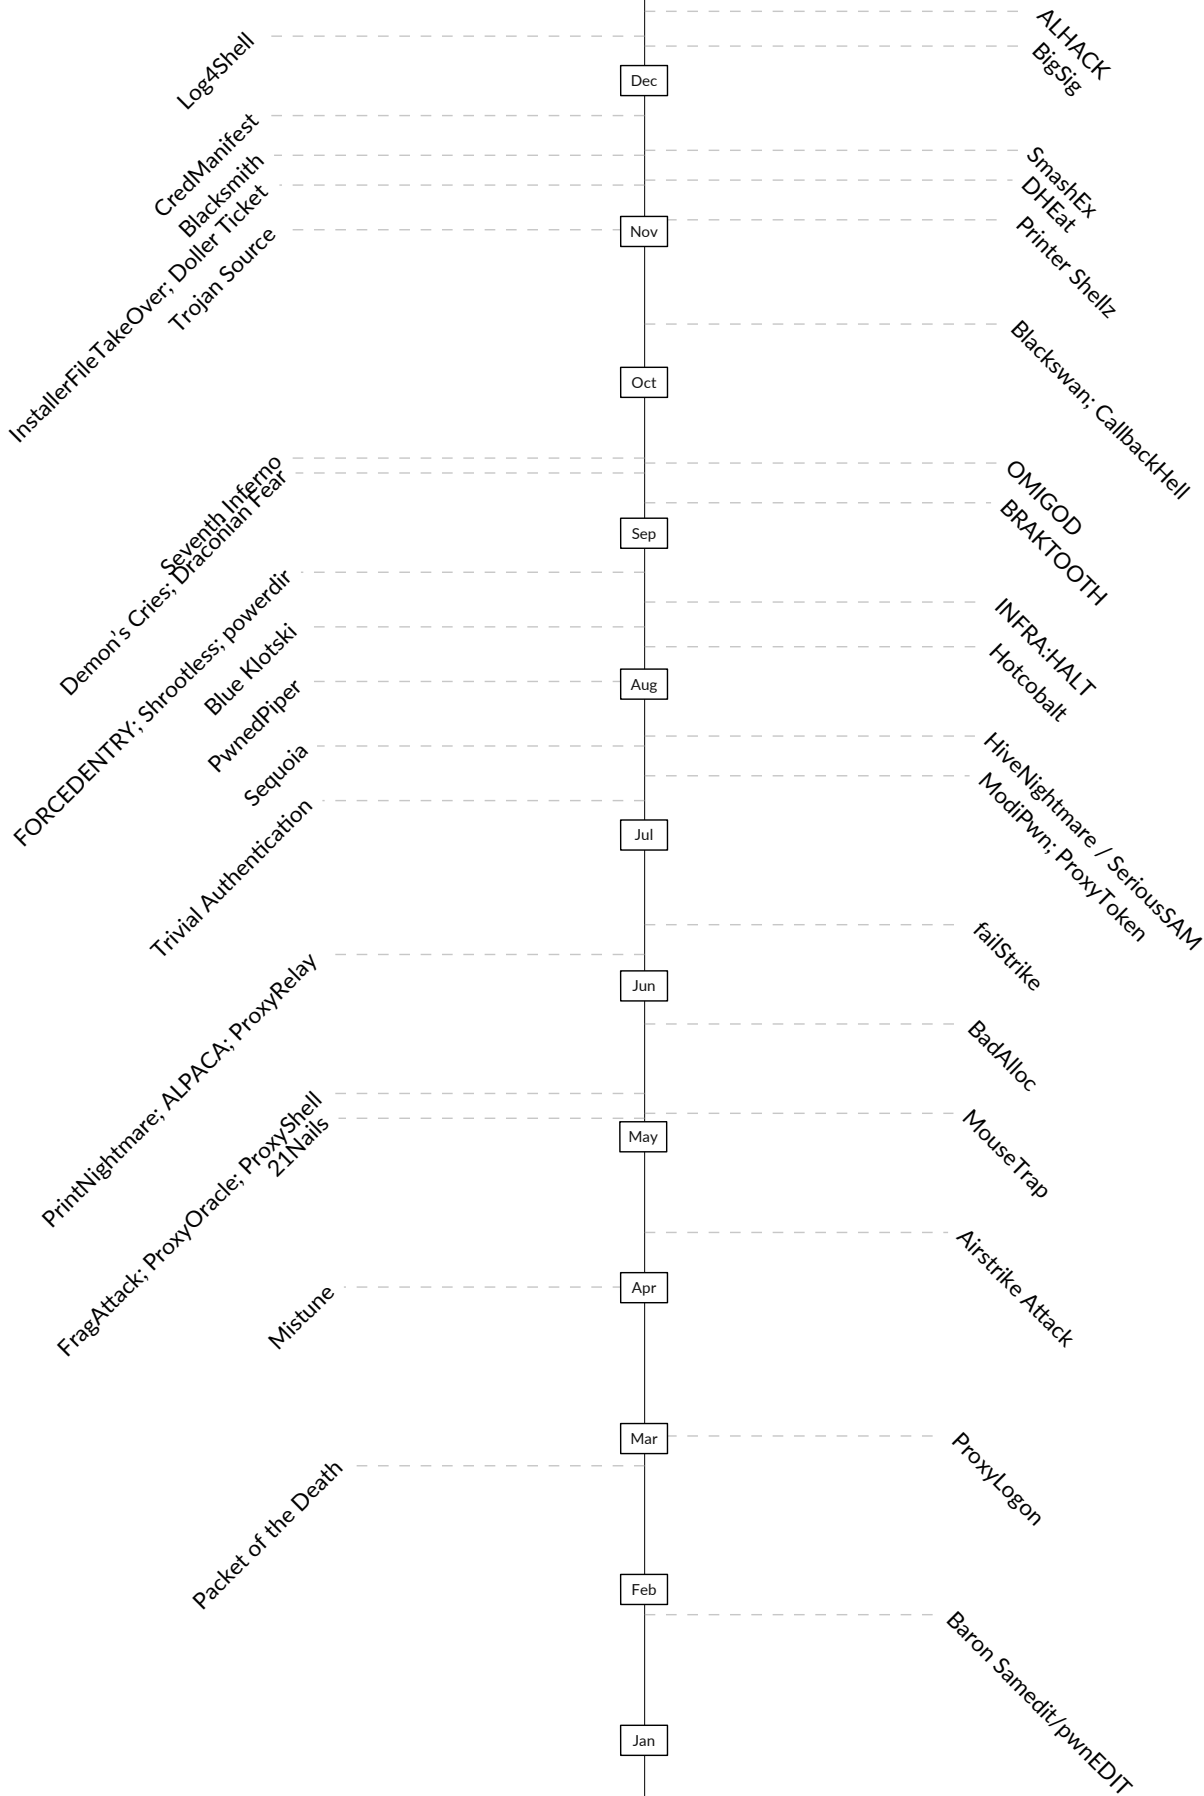 ALHACK
Log4Shell
BigSig
Dec
CredManifest
SmashEx
Blacksmith
DHEat
InstallerFileTakeOver; Doller Ticket
Printer Shellz
Trojan Source
Nov
Blackswan; CallbackHell
Oct
Seventh Inferno
OMIGOD
Demon's Cries; Draconian Fear
BRAKTOOTH
Sep
FORCEDENTRY; Shrootless; powerdir
INFRA:HALT
Blue Klotski
Hotcobalt
PwnedPiper
Aug
HiveNightmare / SeriousSAM
Sequoia
ModiPwn; ProxyToken
Trivial Authentication
Jul
failStrike
PrintNightmare; ALPACA; ProxyRelay
Jun
BadAlloc
FragAttack; ProxyOracle; ProxyShell
MouseTrap
21Nails
May
Airstrike Attack
Mistune
Apr
ProxyLogon
Mar
Packet of the Death
Feb
Baron Samedit/pwnEDIT
Jan